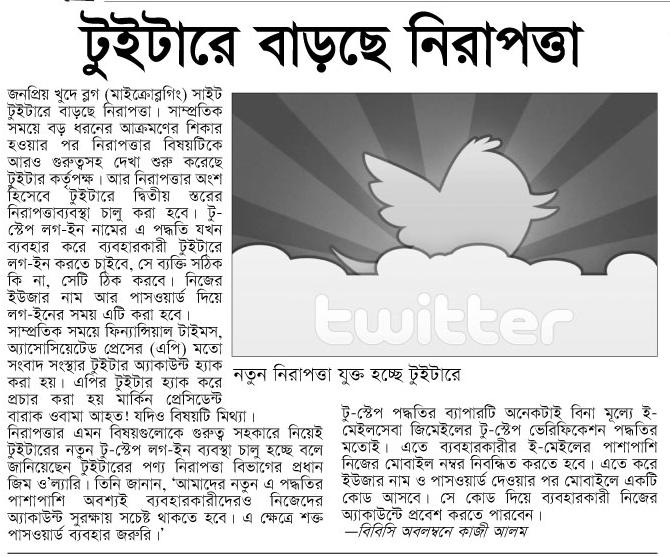 টুইটারে বাড়ছে নিরাপত্তা
জনপ্রিয় খুদে ব্লগ (মাইক্রোব্লগিং) সাইট
টুইটারে বাড়ছে নিরাপত্তা। সাম্প্রতিক
সময়ে বড় ধরনের আক্রমণের শিকার
হওয়ার পর নিরাপত্তার বিষয়টিকে
আরও গুরুত্বসহ দেখা শুরু করেছে
টুইটার কর্তৃপক্ষ। আর নিরাপত্তার অংশ
হিসেবে টুইটারে দ্বিতীয় স্তরের
নিরাপত্তাব্যবস্থা চালু করা হবে। টু-
স্টেপ লগ-ইন নামের এ পদ্ধতি যখন
ব্যবহার করে ব্যবহারকারী টুইটারে
লগ-ইন করতে চাইবে, সে ব্যক্তি সঠিক
কি না, সেটি ঠিক করবে। নিজের
ইউজার নাম আর পাসওয়ার্ড দিয়ে
লগ-ইনের সময় এটি করা হবে।
সাম্প্রতিক সময়ে ফিন্যান্সিয়াল টাইমস,
অ্যাসোসিয়েটেড প্রেসের (এপি) মতো
সংবাদ সংস্থার টুইটার অ্যাকাউন্ট হ্যাক
করা হয়। এপির টুইটার হ্যাক করে
প্রচার করা হয় মার্কিন প্রেসিডেন্ট
বারাক ওবামা আহত! যদিও বিষয়টি মিথ্যা।
নিরাপত্তার এমন বিষয়গুলোকে গুরুত্ব সহকারে নিয়েই
টুইটারের নতুন টু-স্টেপ লগ-ইন ব্যবস্থা চালু হচ্ছে বলে
জানিয়েছেন টুইটারের পণ্য নিরাপত্তা বিভাগের প্রধান
জিম ও'ল্যারি। তিনি জানান, 'আমাদের নতুন এ পদ্ধতির
পাশাপাশি অবশ্যই ব্যবহারকারীদেরও নিজেদের
অ্যাকাউন্ট সুরক্ষায় সচেষ্ট থাকতে হবে। এ ক্ষেত্রে শক্ত
পাসওয়ার্ড ব্যবহার জরুরি।'
twitter
নতুন নিরাপত্তা যুক্ত হচ্ছে টুইটারে
টু-স্টেপ পদ্ধতির ব্যাপারটি অনেকটাই বিনা মূল্যে ই-
মেইলসেবা জিমেইলের টু-স্টেপ ভেরিফিকেশন পদ্ধতির
মতোই। এতে ব্যবহারকারীর ই-মেইলের পাশাপাশি
নিজের মোবাইল নম্বর নিবন্ধিত করতে হবে। এতে করে
ইউজার নাম ও পাসওয়ার্ড দেওয়ার পর মোবাইলে একটি
কোড আসবে। সে কোড দিয়ে ব্যবহারকারী নিজের
অ্যাকাউন্টে প্রবেশ করতে পারবেন।
—বিবিসি অবলম্বনে কাজী আলম